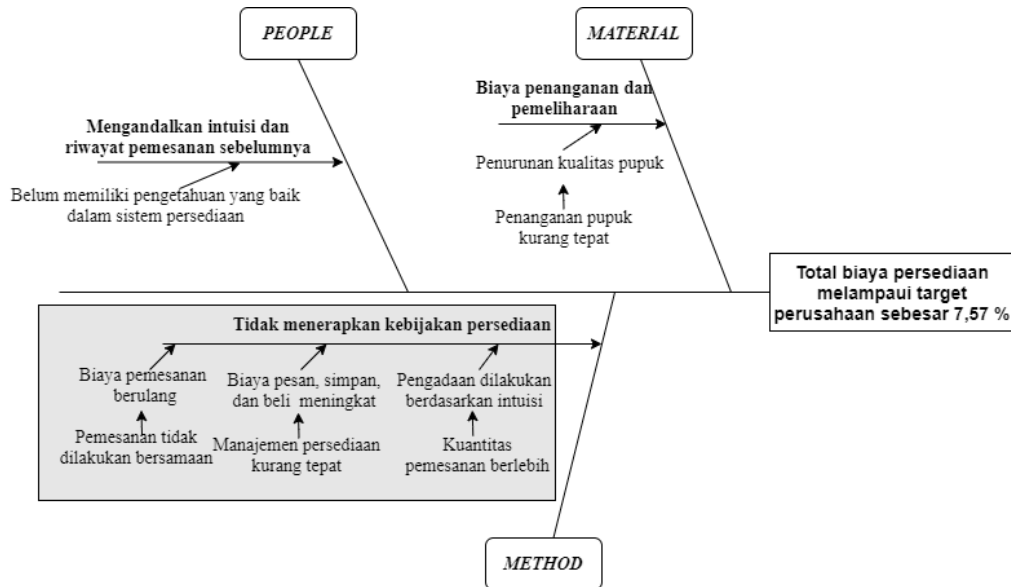 PEOPLE
MATERIAL
Biaya penanganan dan
pemeliharaan
Mengandalkan intuisi dan
riwayat pemesanan sebelumnya
Penurunan kualitas pupuk
Belum memiliki pengetahuan yang baik
dalam sistem persediaan
Penanganan pupuk
kurang tepat
Total biaya persediaan
melampaui target
perusahaan sebesar 7,57 %
Tidak menerapkan kebijakan persediaan
Biaya pemesanan
berulang
Biaya pesan, simpan,
dan beli meningkat
Pengadaan dilakukan
berdasarkan intuisi
Pemesanan tidak
dilakukan bersamaan
Manajemen persediaan
kurang tepat
Kuantitas
pemesanan berlebih
METHOD